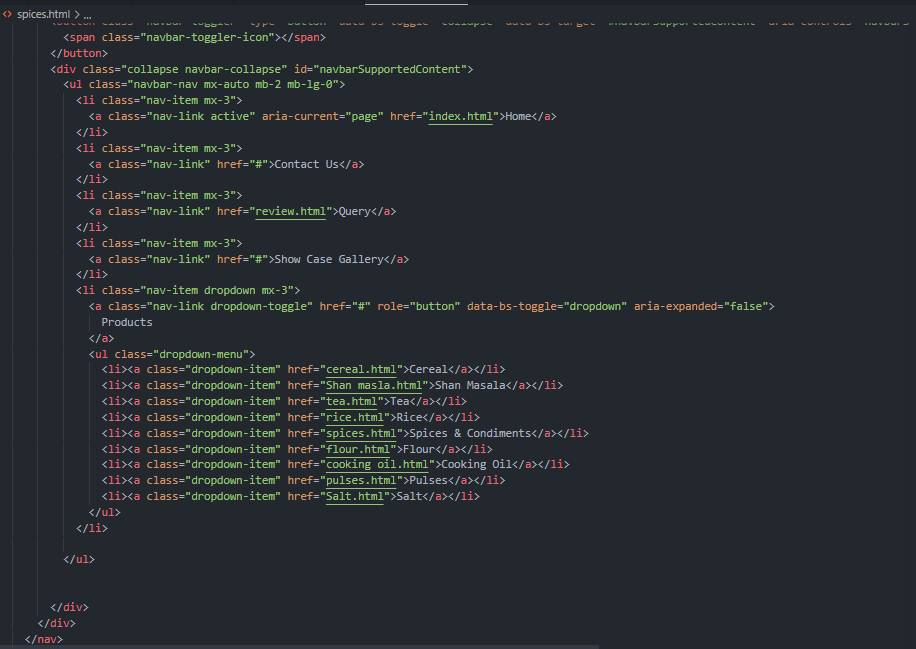 spices.html > ...
<button class="navbar-toggler" type="button" data-bs-toggle="collapse" data-bs-target="#navbarSupportedContent" aria-controls="navbarS
<span class="navbar-toggler-icon"></span>
</button>
<div class="collapse navbar-collapse" id="navbarSupportedContent">
<ul class="navbar-nav mx-auto mb-2 mb-lg-0">
<li class="nav-item mx-3">
<a class="nav-link active" aria-current="page" href="index.html">Home</a>
</li>
<li class="nav-item mx-3">
<a class="nav-link" href="#">Contact Us</a>
</li>
<li class="nav-item mx-3">
<a class="nav-link" href="review.html">Query</a>
</li>
<li class="nav-item mx-3">
<a class="nav-link" href="#">Show Case Gallery</a>
</li>
<li class="nav-item dropdown mx-3">
<a class="nav-link dropdown-toggle" href="#" role="button" data-bs-toggle="dropdown" aria-expanded="false">
Products
</a>
<ul class="dropdown-menu">
<li><a class="dropdown-item" href="cereal.html">Cereal</a></li>
<li><a class="dropdown-item" href="Shan masla.html">Shan Masala</a></li>
<li><a class="dropdown-item" href="tea.html">Tea</a></li>
<li><a class="dropdown-item" href="rice.html">Rice</a></li>
<li><a class="dropdown-item" href="spices.html">Spices & Condiments</a></li>
<li><a class="dropdown-item" href="flour.html">Flour</a></li>
<li><a class="dropdown-item" href="cooking oil.html">Cooking Oil</a></li>
<li><a class="dropdown-item" href="pulses.html">Pulses</a></li>
<li><a class="dropdown-item" href="Salt.html">Salt</a></li>
</ul>
</li>
</ul>
</div>
</div>
</nav>